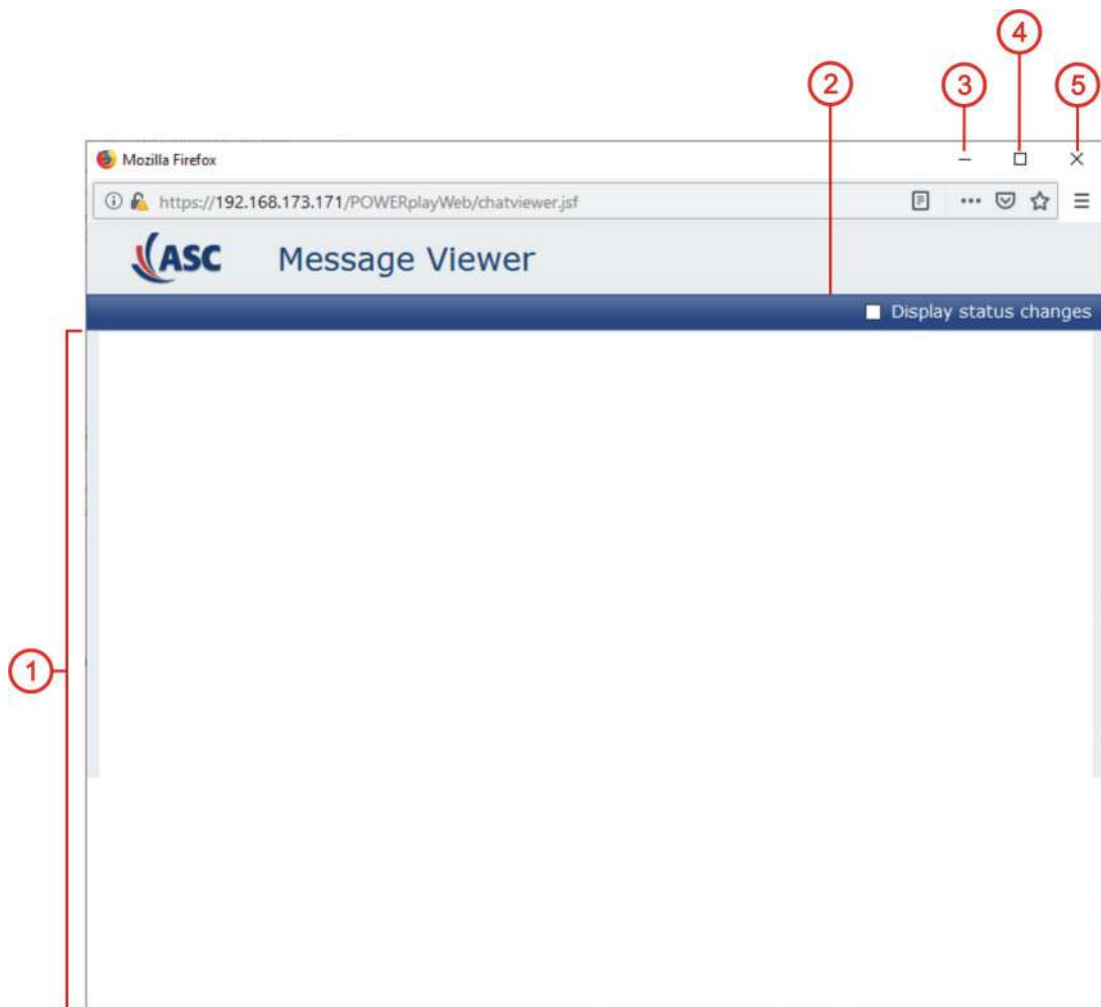 4
2
3
5
Mozilla Firefox
https://192.168.173.171/POWERplayWeb/chatviewer.jsf
ASC Message Viewer
Display status changes
1